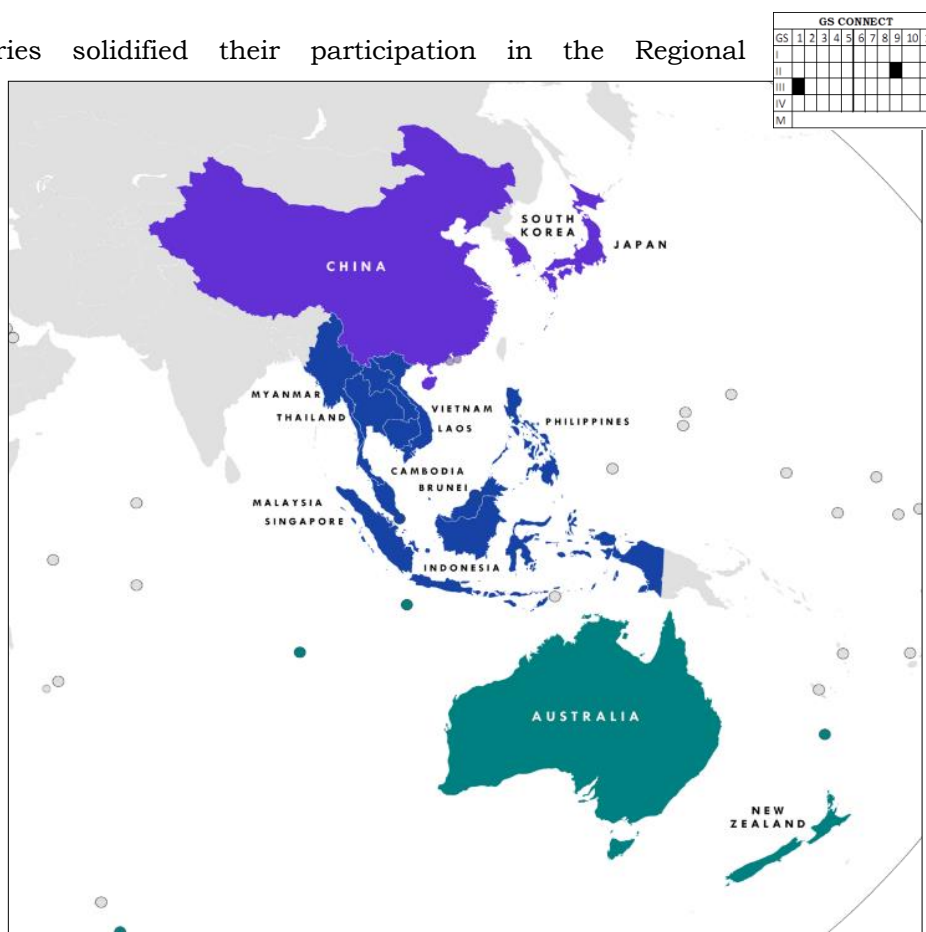 ries solidified their participation in the Regional
GS CONNECT
GS 1 2 3 4 5 6 7 8 9 10
I
II
III
IV
M
SOUTH
KOREA
JAPAN
CHINA
MYANMAR
THAILAND
VIETNAM
LAOS
PHILIPPINES
CAMBODIA
BRUNEI
MALAYSIA
SINGAPORE
INDONESIA
AUSTRALIA
NEW
ZEALAND